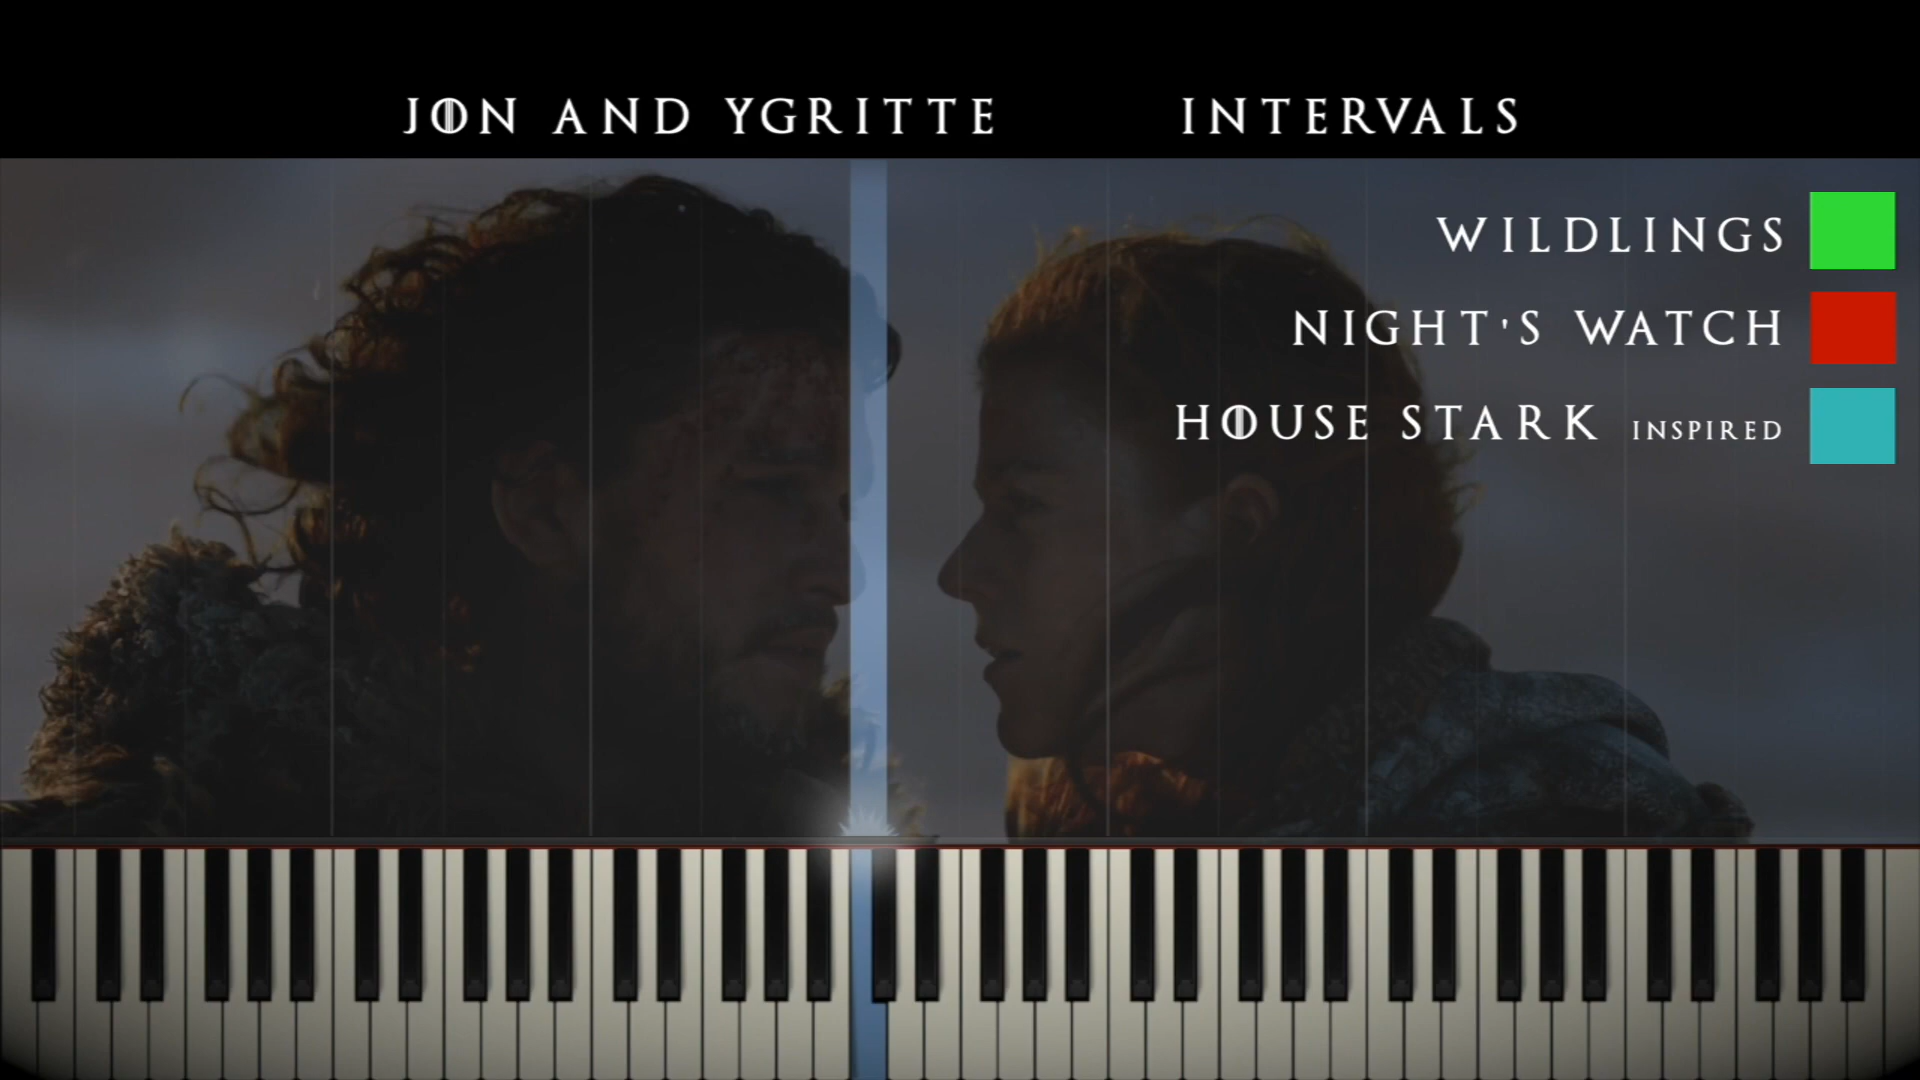 JON AND YGRITTE INTERVALS
WILDLINGS
NIGHT'S WATCH
HOUSE STARK INSPIRED